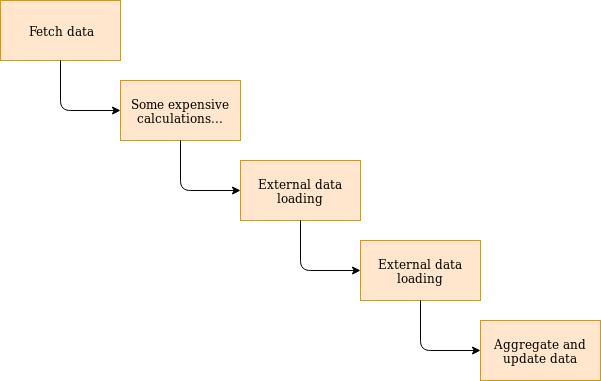 Fetch data
Some expensive
calculations...
External data
loading
External data
loading
Aggregate and
update data